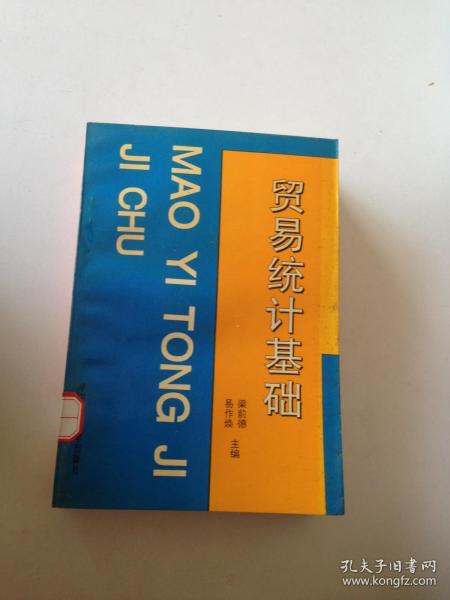 贸易统计基础
MAO YI TONG JI
JI CHU
梁前德
易作焕
主编
孔夫子旧书网
www.kongfz.com